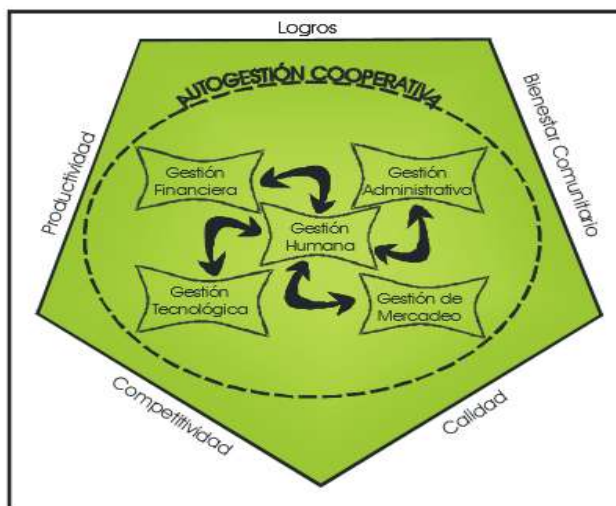 Logros
AUTOGESTIÓN COOPERATIVA
Productividad
Bienestar Comunitario
Gestión
Financiera
Gestión
Administrativa
Gestión
Humana
Gestión
Tecnológica
Gestión de
Mercadeo
Competitividad
Calidad